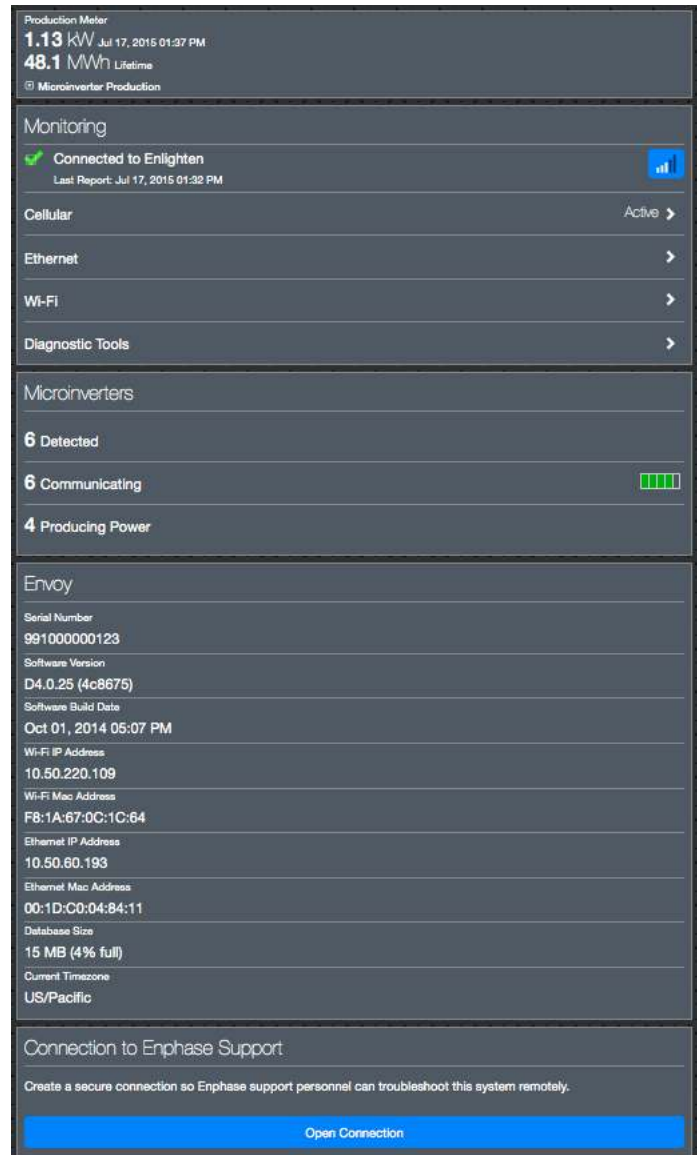 Production Meter
1.13 kW Jul 17, 2015 01:37 PM
48.1 MWh Lifetime
Microinverter Production
Monitoring
Connected to Enlighten
Last Report: Jul 17, 2015 01:32 PM
Cellular Active
Ethernet
Wi-Fi
Diagnostic Tools
Microinverters
6 Detected
6 Communicating
4 Producing Power
Envoy
Serial Number
991000000123
Software Version
D4.0.25 (4c8675)
Software Build Date
Oct 01, 2014 05:07 PM
Wi-Fi IP Address
10.50.220.109
Wi-Fi Mac Address
F8:1A:67:0C:1C:64
Ethernet IP Address
10.50.60.193
Ethernet Mac Address
00:1D:C0:04:84:11
Database Size
15 MB (4% full)
Current Timezone
US/Pacific
Connection to Enphase Support
Create a secure connection so Enphase support personnel can troubleshoot this system remotely.
Open Connection